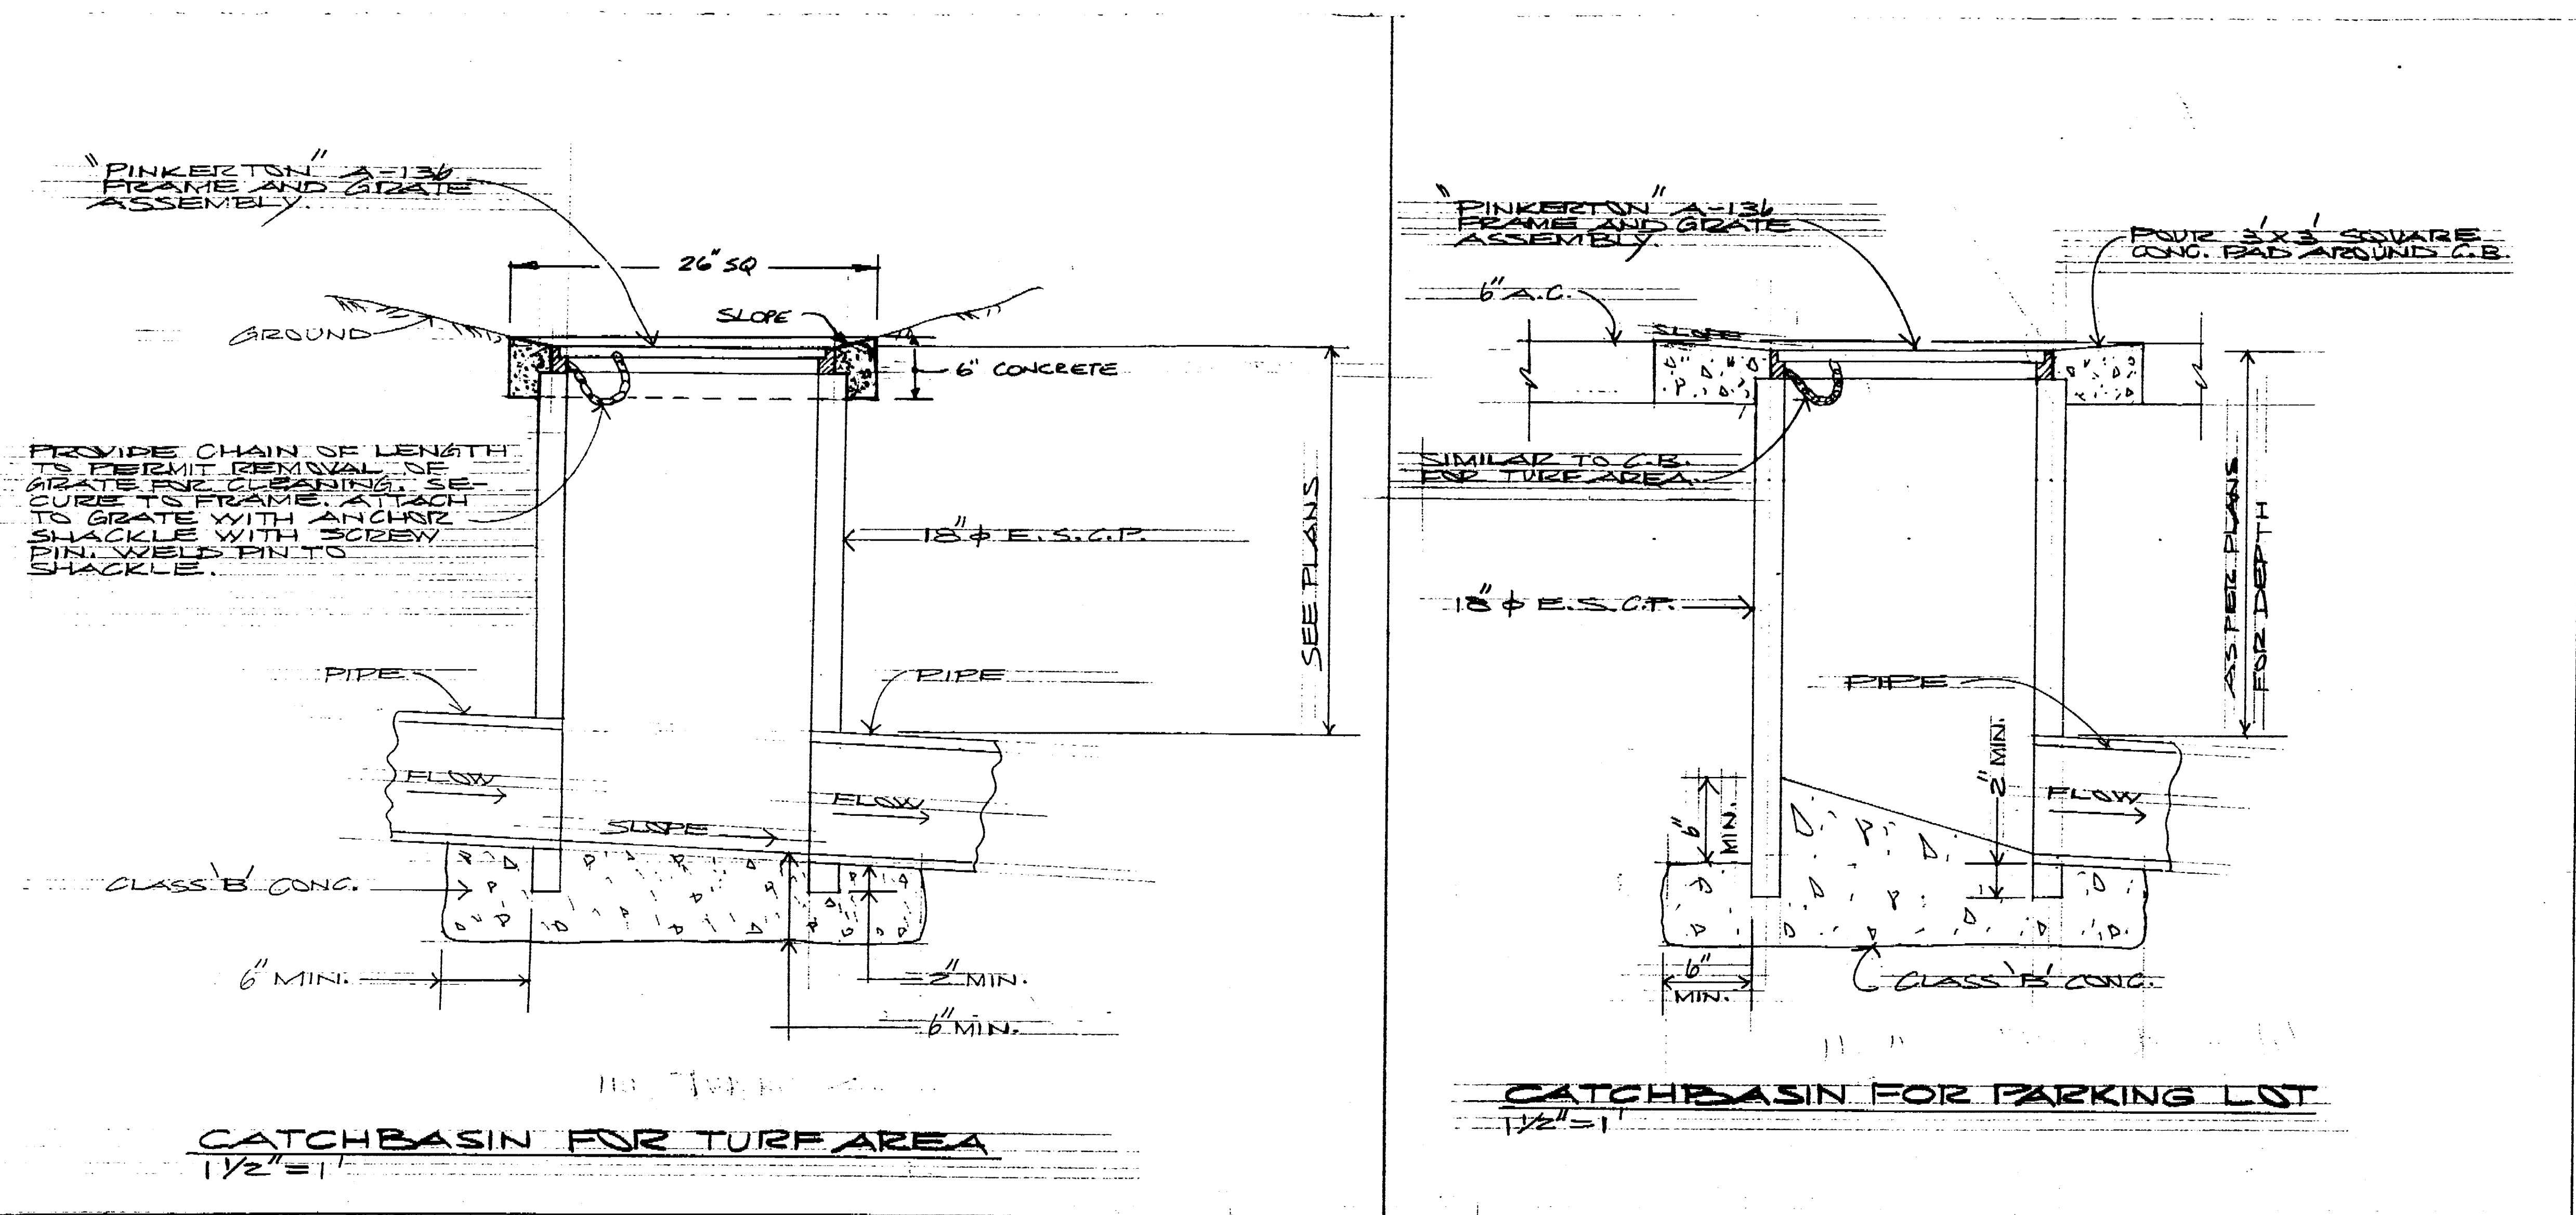 "PINKERTON" A-136
FRAME AND GRATE
ASSEMBLY.
26" SQ
SLOPE
GROUND
6" CONCRETE
PROVIDE CHAIN OF LENGTH
TO PERMIT REMOVAL OF
GRATE FOR CLEANING. SE-
CURE TO FRAME. ATTACH
TO GRATE WITH ANCHOR
SHACKLE WITH SCREW
PIN. WELD PIN TO
SHACKLE.
18" ϕ E.S.C.P.
SEE PLANS
PIPE
PIPE
FLOW
FLOW
SLOPE
CLASS 'B' CONC.
6" MIN.
2" MIN.
6" MIN.
CATCHBASIN FOR TURF AREA
1 1/2" = 1'
"PINKERTON" A-136
FRAME AND GRATE
ASSEMBLY.
POUR 3'X3' SQUARE
CONC. PAD AROUND C.B.
6" A.C.
SLOPE
SIMILAR TO C.B.
FOR TURF AREA.
18" ϕ E.S.C.P.
AS PER PLANS
FOR DEPTH
PIPE
2" MIN.
FLOW
6"
MIN.
6"
MIN.
CLASS 'B' CONC.
CATCHBASIN FOR PARKING LOT
1 1/2" = 1'